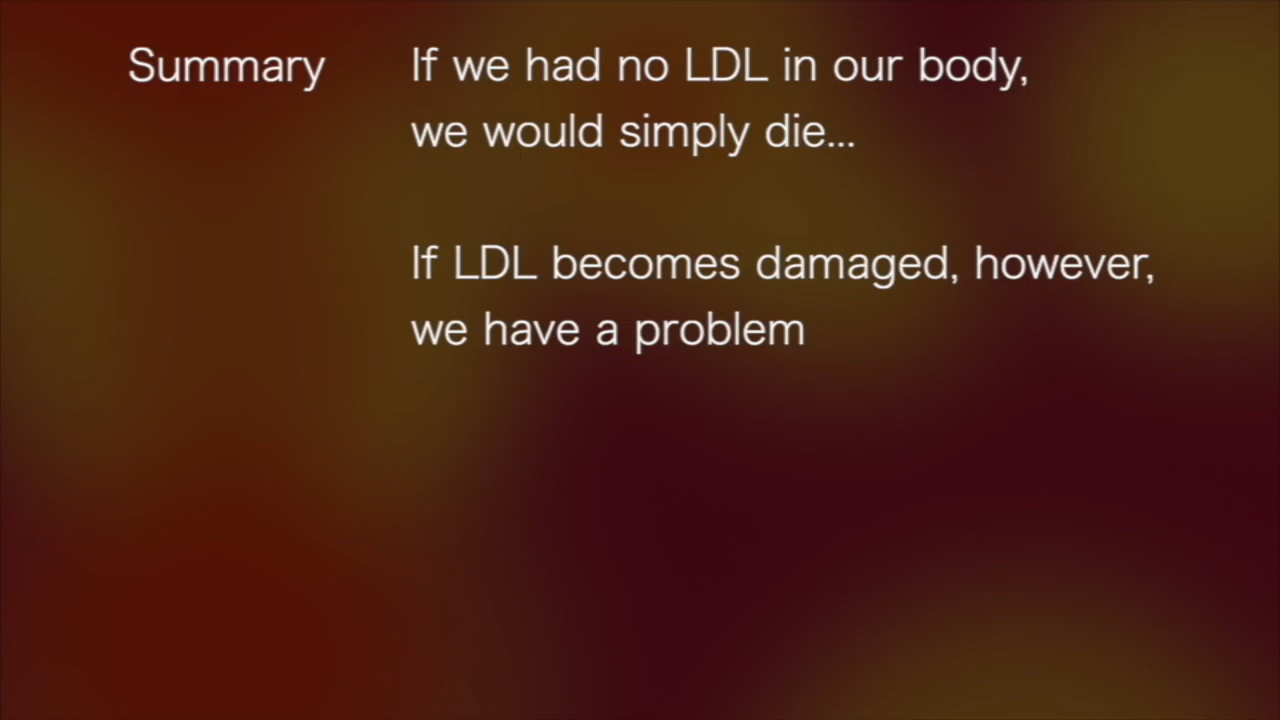 Summary
If we had no LDL in our body,
we would simply die...
If LDL becomes damaged, however,
we have a problem